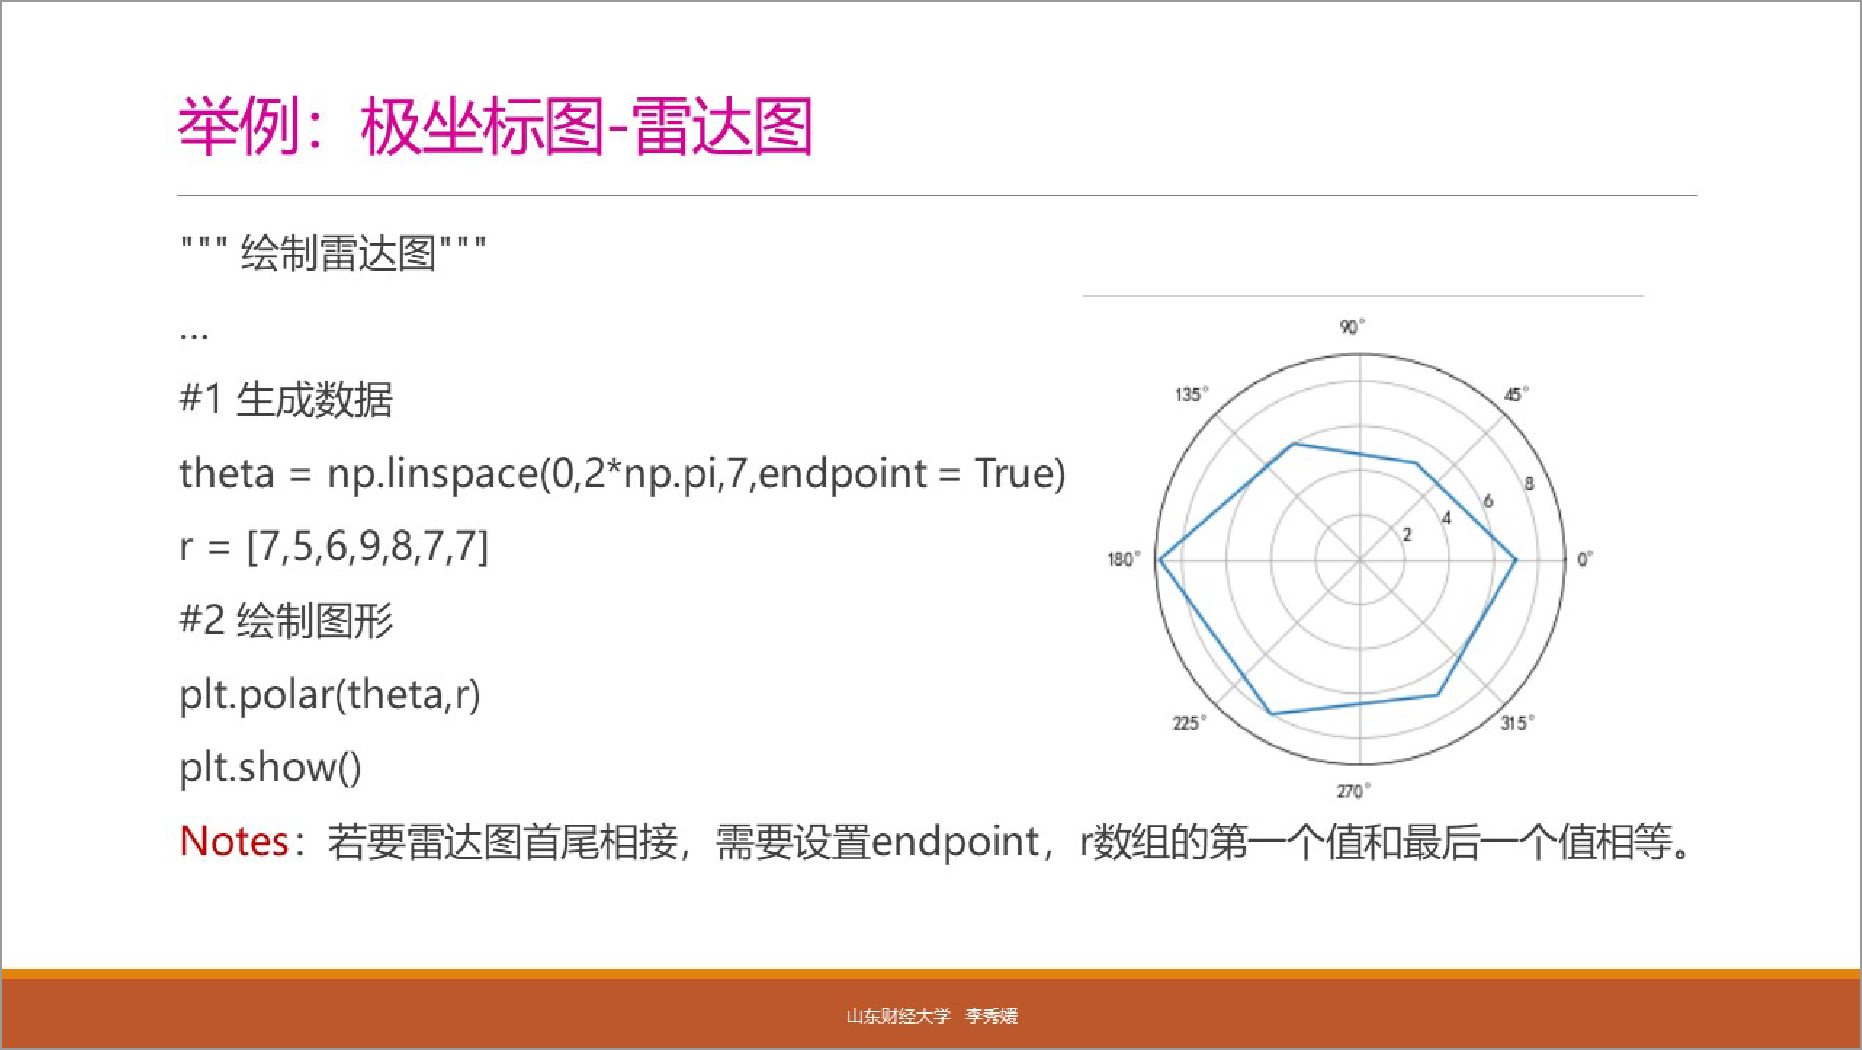 举例：极坐标图-雷达图
""" 绘制雷达图"""
...
#1 生成数据
theta = np.linspace(0,2*np.pi,7,endpoint = True)
r = [7,5,6,9,8,7,7]
#2 绘制图形
plt.polar(theta,r)
plt.show()
90°
135°
45°
8
6
4
2
180°
0°
225°
315°
270°
Notes：若要雷达图首尾相接，需要设置endpoint，r数组的第一个值和最后一个值相等。
山东财经大学 李秀媛